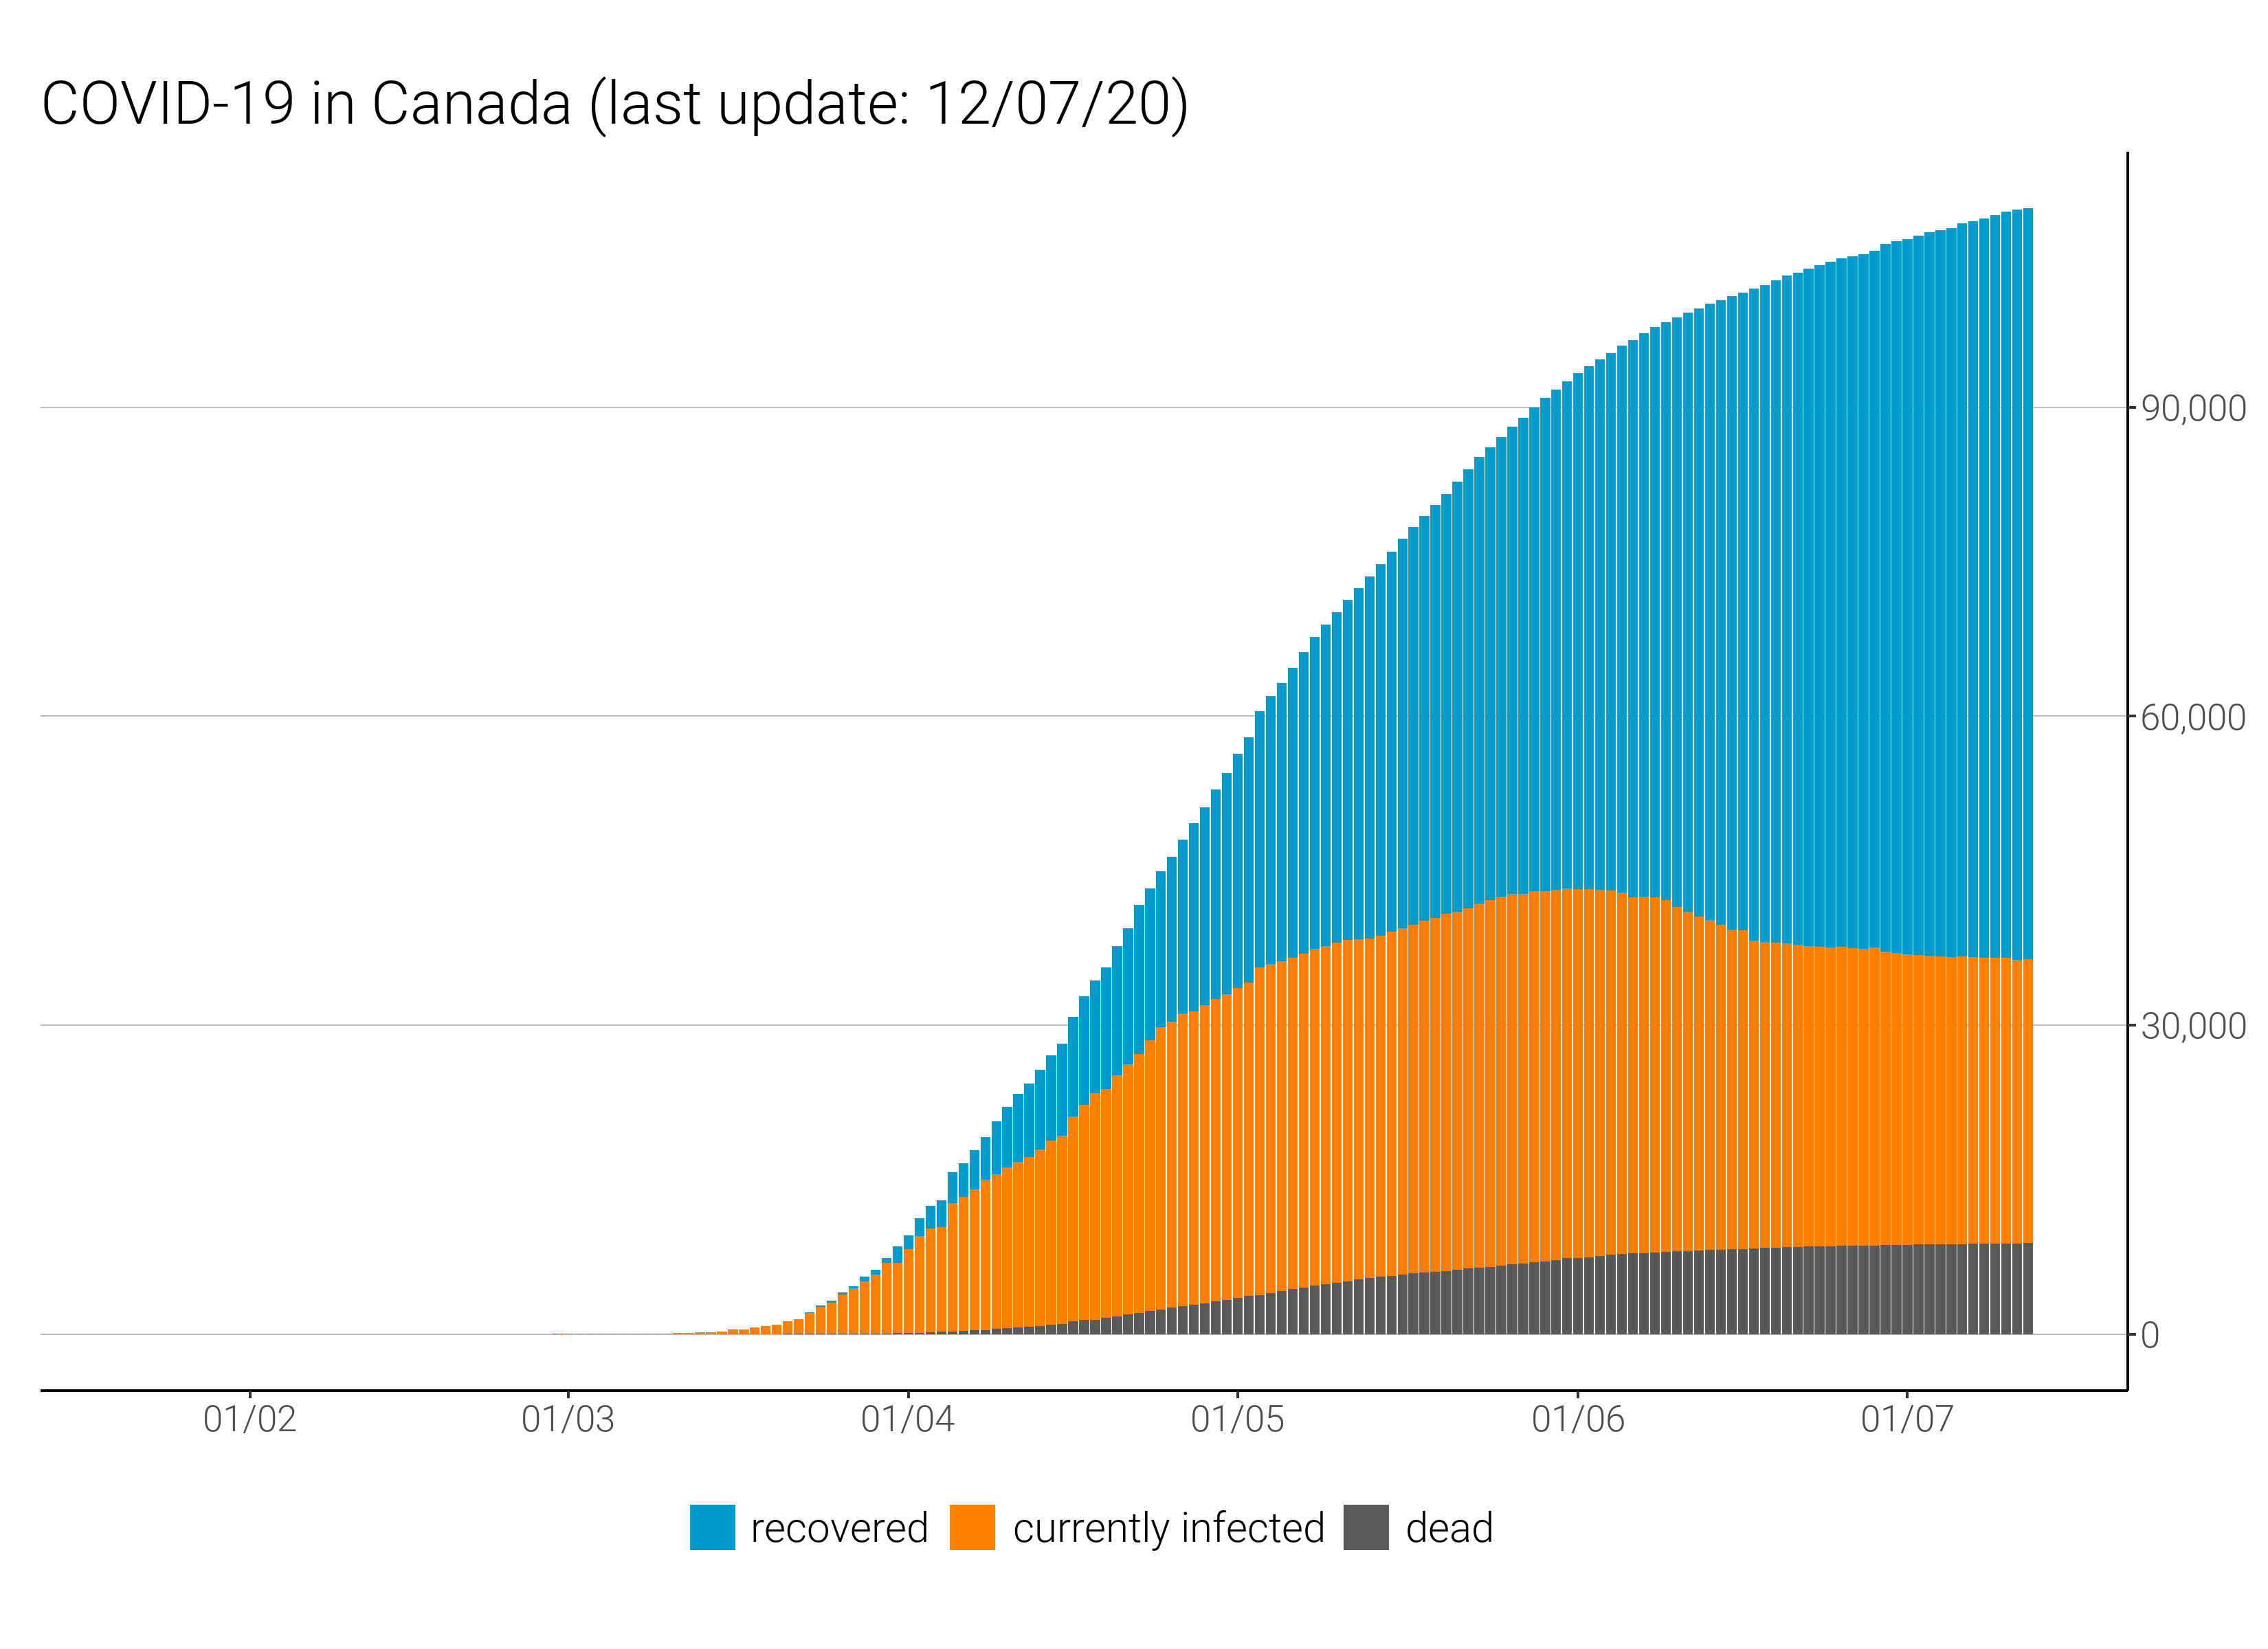 COVID-19 in Canada (last update: 12/07/20)
90,000
60,000
30,000
0
01/02 01/03 01/04 01/05 01/06 01/07
recovered currently infected dead